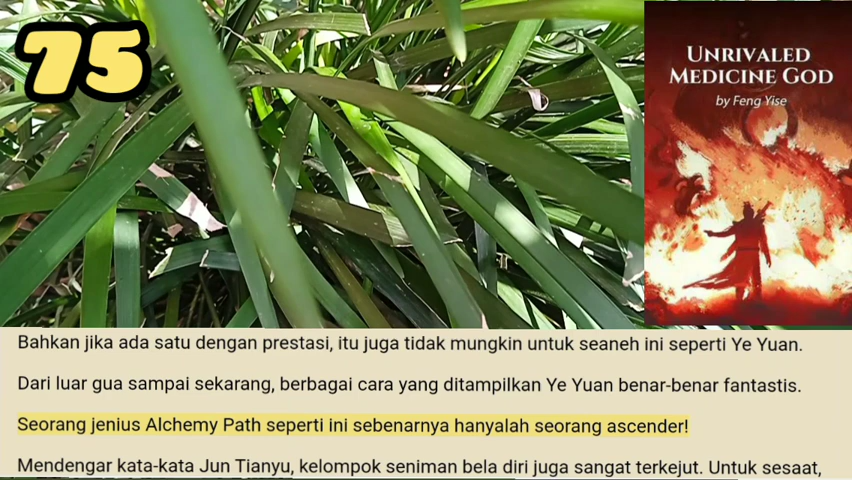 75
UNRIVALED
MEDICINE GOD
by Feng Yise
Bahkan jika ada satu dengan prestasi, itu juga tidak mungkin untuk seaneh ini seperti Ye Yuan.
Dari luar gua sampai sekarang, berbagai cara yang ditampilkan Ye Yuan benar-benar fantastis.
Seorang jenius Alchemy Path seperti ini sebenarnya hanyalah seorang ascender!
Mendengar kata-kata Jun Tianyu, kelompok seniman bela diri juga sangat terkejut. Untuk sesaat,